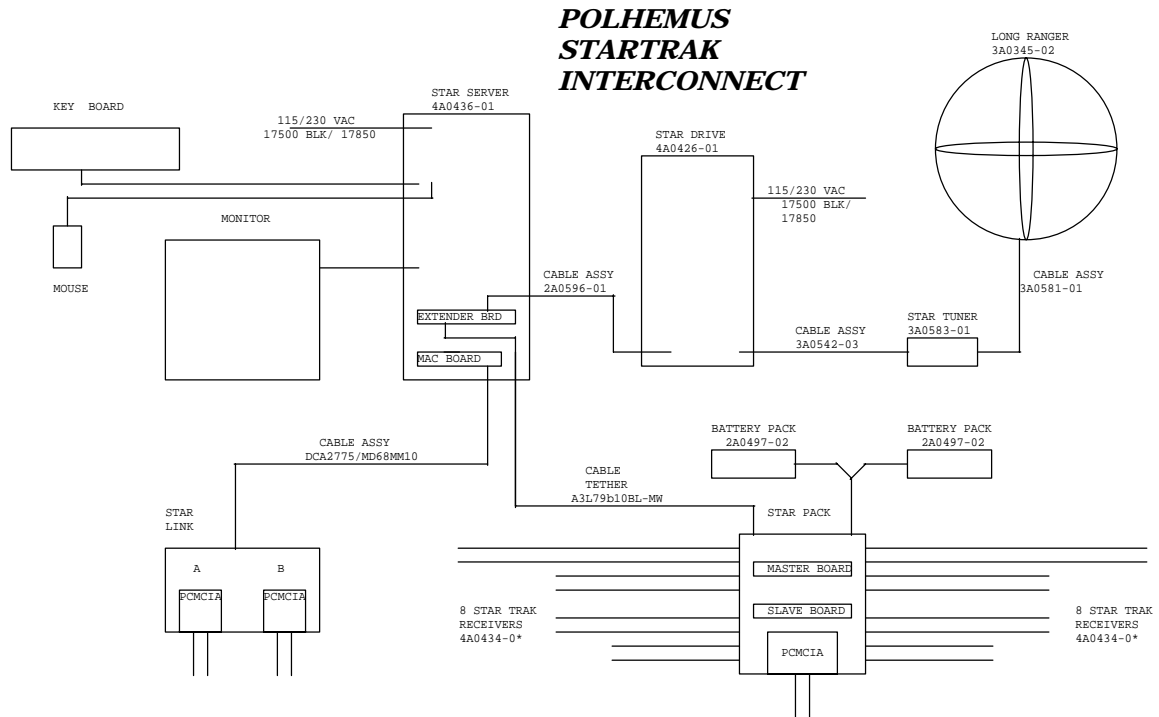 POLHEMUS
STARTRAK
INTERCONNECT
LONG RANGER
3A0345-02
STAR SERVER
4A0436-01
KEY BOARD
115/230 VAC
17500 BLK/ 17850
STAR DRIVE
4A0426-01
115/230 VAC
17500 BLK/
17850
MONITOR
MOUSE
CABLE ASSY
2A0596-01
CABLE ASSY
3A0581-01
EXTENDER BRD
STAR TUNER
3A0583-01
CABLE ASSY
3A0542-03
MAC BOARD
BATTERY PACK
2A0497-02
BATTERY PACK
2A0497-02
CABLE ASSY
DCA2775/MD68MM10
CABLE
TETHER
A3L79b10BL-MW
STAR
LINK
STAR PACK
A
B
MASTER BOARD
PCMCIA
PCMCIA
8 STAR TRAK
RECEIVERS
4A0434-0*
SLAVE BOARD
8 STAR TRAK
RECEIVERS
4A0434-0*
PCMCIA